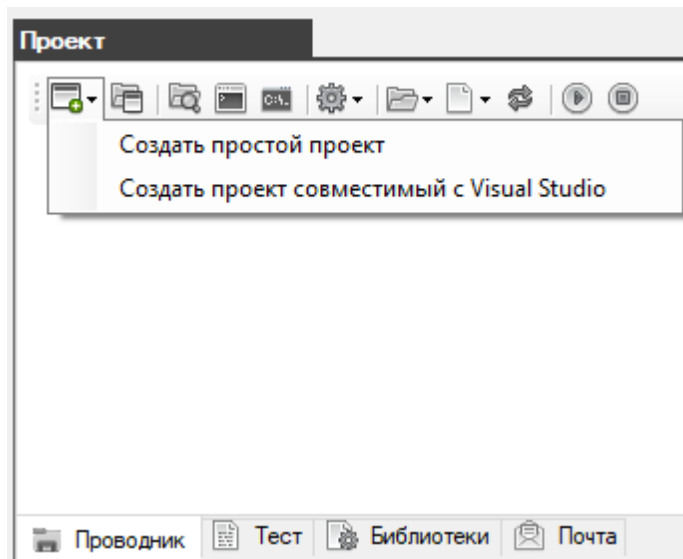 Проект
C:\.
Создать простой проект
Создать проект совместимый с Visual Studio
Проводник
Тест
Библиотеки
Почта